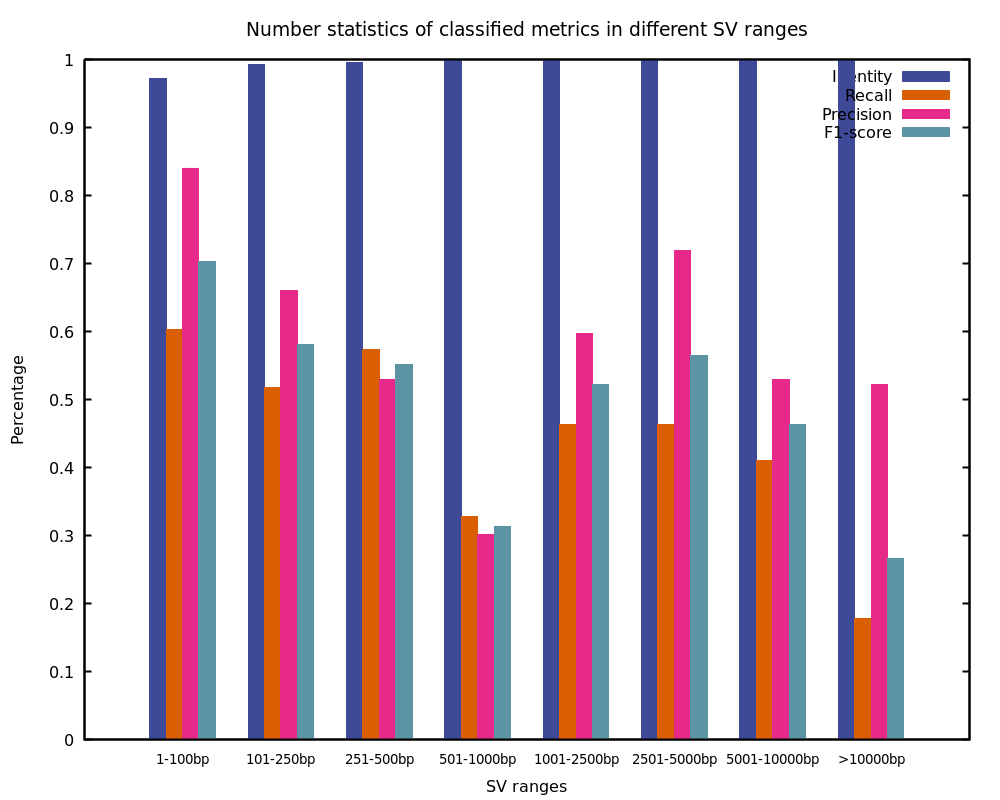 Number statistics of classified metrics in different SV ranges
1
0.9
0.8
0.7
0.6
0.5
0.4
0.3
0.2
0.1
0
Percentage
Identity
Recall
Precision
F1-score
1-100bp 101-250bp 251-500bp 501-1000bp 1001-2500bp 2501-5000bp 5001-10000bp >10000bp
SV ranges